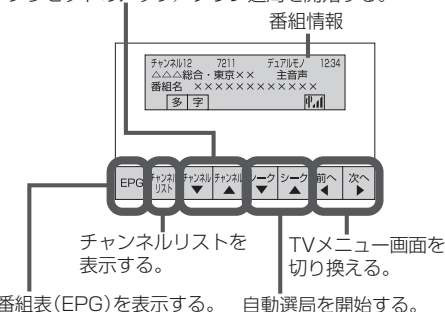 番組情報
チャンネル12 7211 デュアルモノ 12:34
△△△総合・東京×× 主音声
番組名 ×××××××××××
多 字
EPG チャンネルリスト チャンネル▼ チャンネル▲ シーク▼ シーク▲ 前へ◀ 次へ▶
チャンネルリストを
表示する。
TVメニュー画面を
切り換える。
番組表(EPG)を表示する。 自動選局を開始する。